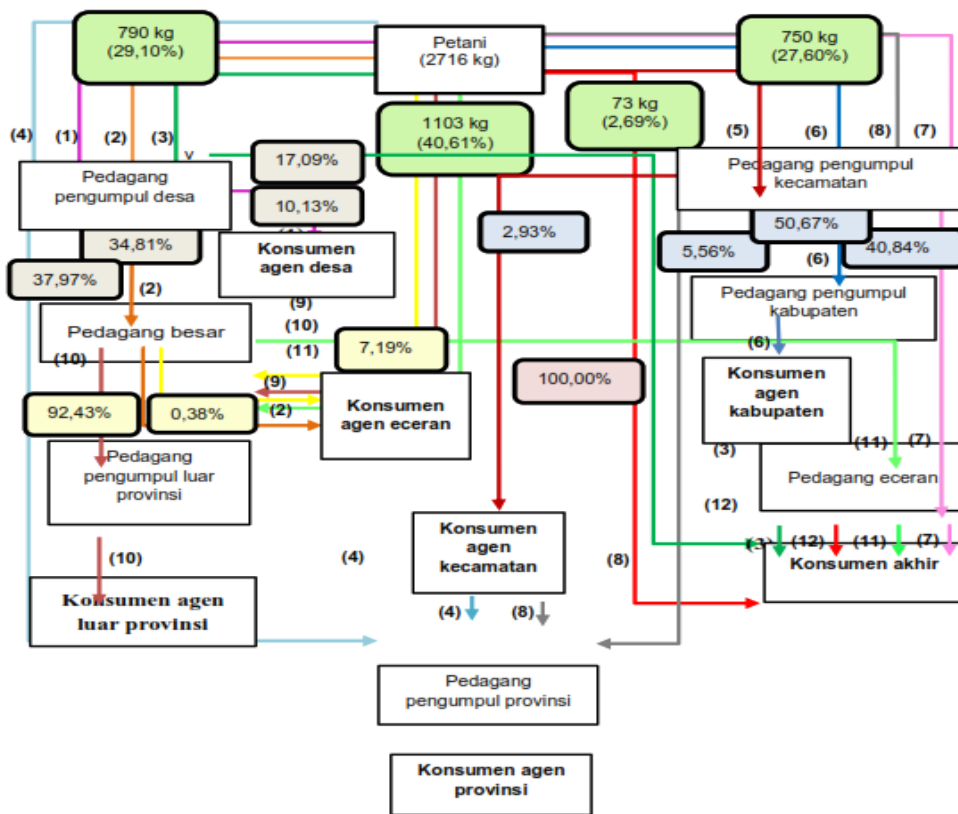 790 kg
(29,10%)
Petani
(2716 kg)
750 kg
(27,60%)
73 kg
(2,69%)
1103 kg
(40,61%)
(4)
(1)
(2)
(3)
(5)
(6)
(8)
(7)
v
17,09%
Pedagang
pengumpul desa
Pedagang pengumpul
kecamatan
10,13%
34,81%
37,97%
Konsumen
agen desa
2,93%
50,67%
5,56%
40,84%
(6)
(2)
(9)
Pedagang pengumpul
kabupaten
Pedagang besar
(10)
(11)
7,19%
(10)
(6)
Konsumen
agen
kabupaten
(9)
100,00%
(2)
92,43%
0,38%
Konsumen
agen eceran
(11)
(7)
(3)
Pedagang
pengumpul luar
provinsi
Pedagang eceran
(12)
Konsumen
agen
kecamatan
(3)
(12)
(11)
(7)
(10)
(4)
(8)
Konsumen akhir
Konsumen agen
luar provinsi
(4)
(8)
Pedagang
pengumpul provinsi
Konsumen agen
provinsi